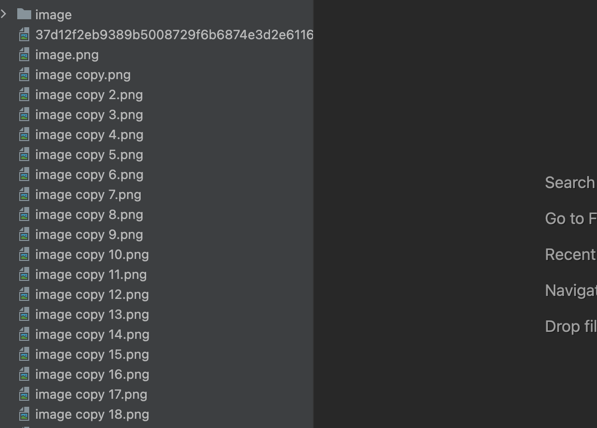 image
37d12f2eb9389b5008729f6b6874e3d2e6116
image.png
image copy.png
image copy 2.png
image copy 3.png
image copy 4.png
image copy 5.png
image copy 6.png
image copy 7.png
image copy 8.png
image copy 9.png
image copy 10.png
image copy 11.png
image copy 12.png
image copy 13.png
image copy 14.png
image copy 15.png
image copy 16.png
image copy 17.png
image copy 18.png
Search
Go to F
Recent
Navigat
Drop fil